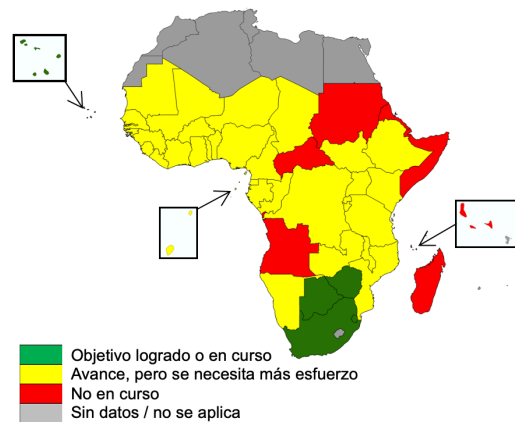 Objetivo logrado o en curso
Avance, pero se necesita más esfuerzo
No en curso
Sin datos / no se aplica